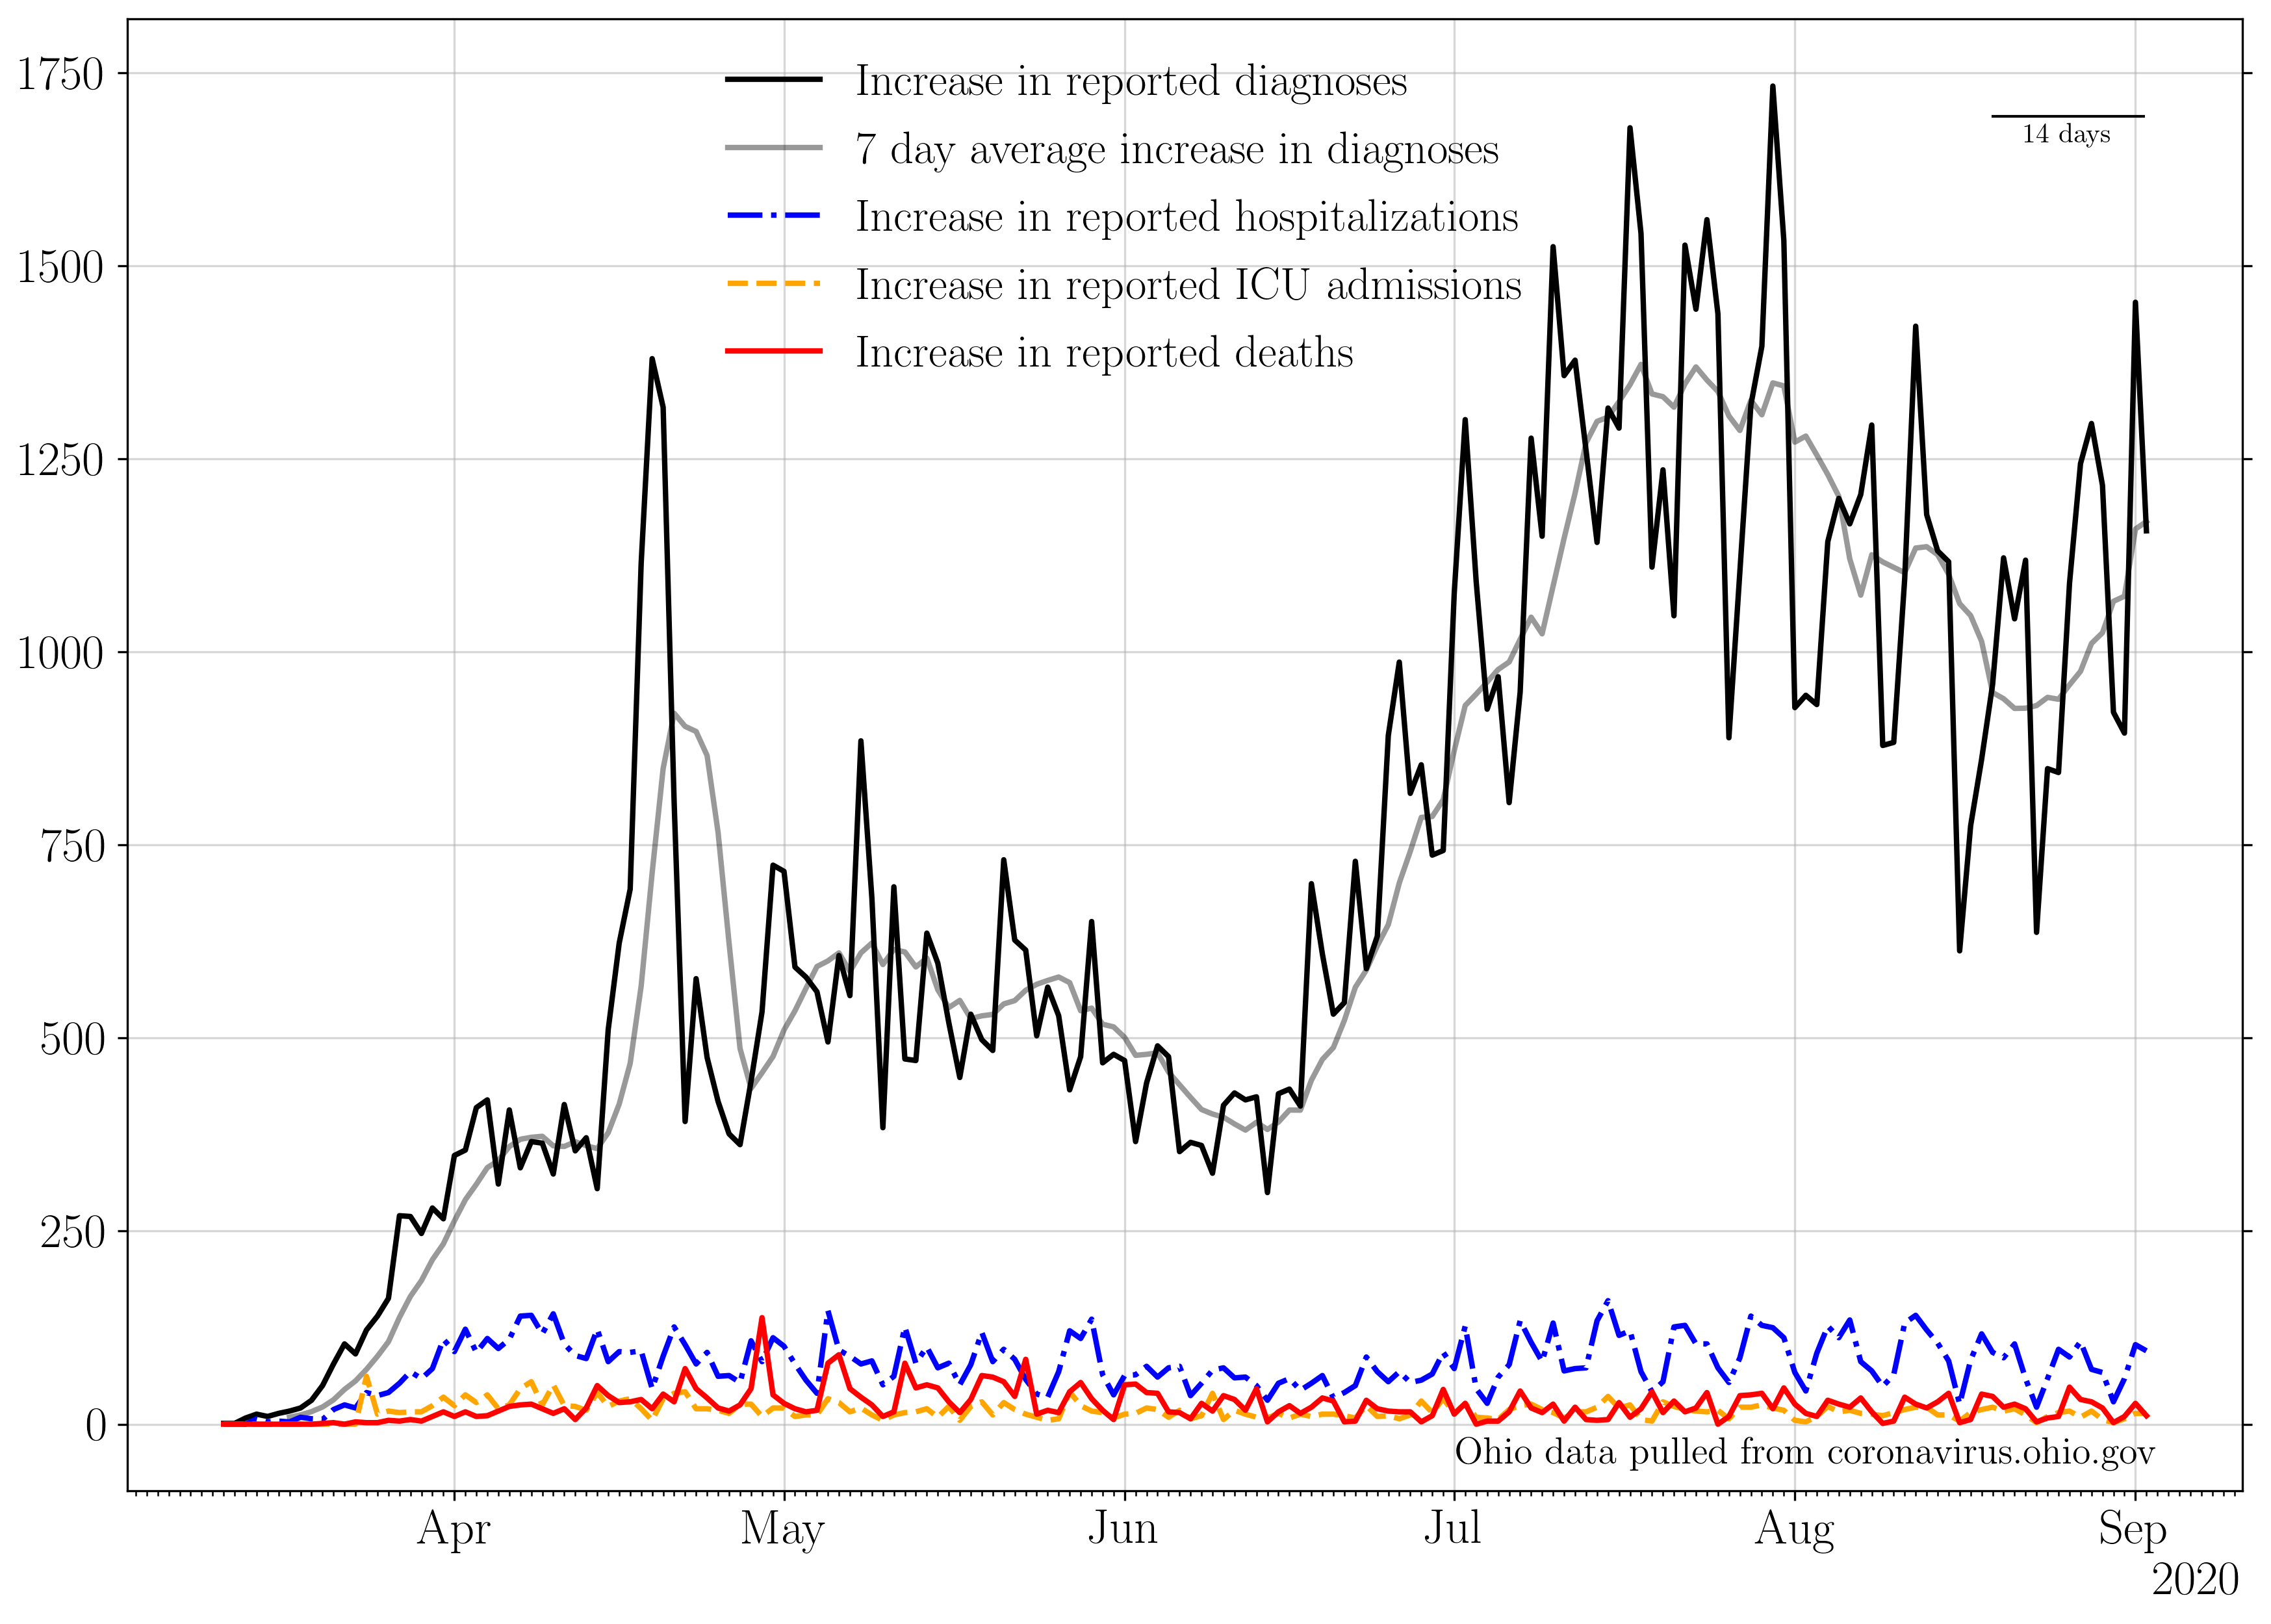 1750
1500
1250
1000
750
500
250
0
Increase in reported diagnoses
7 day average increase in diagnoses
Increase in reported hospitalizations
Increase in reported ICU admissions
Increase in reported deaths
14 days
Ohio data pulled from coronavirus.ohio.gov
Apr May Jun Jul Aug Sep
2020